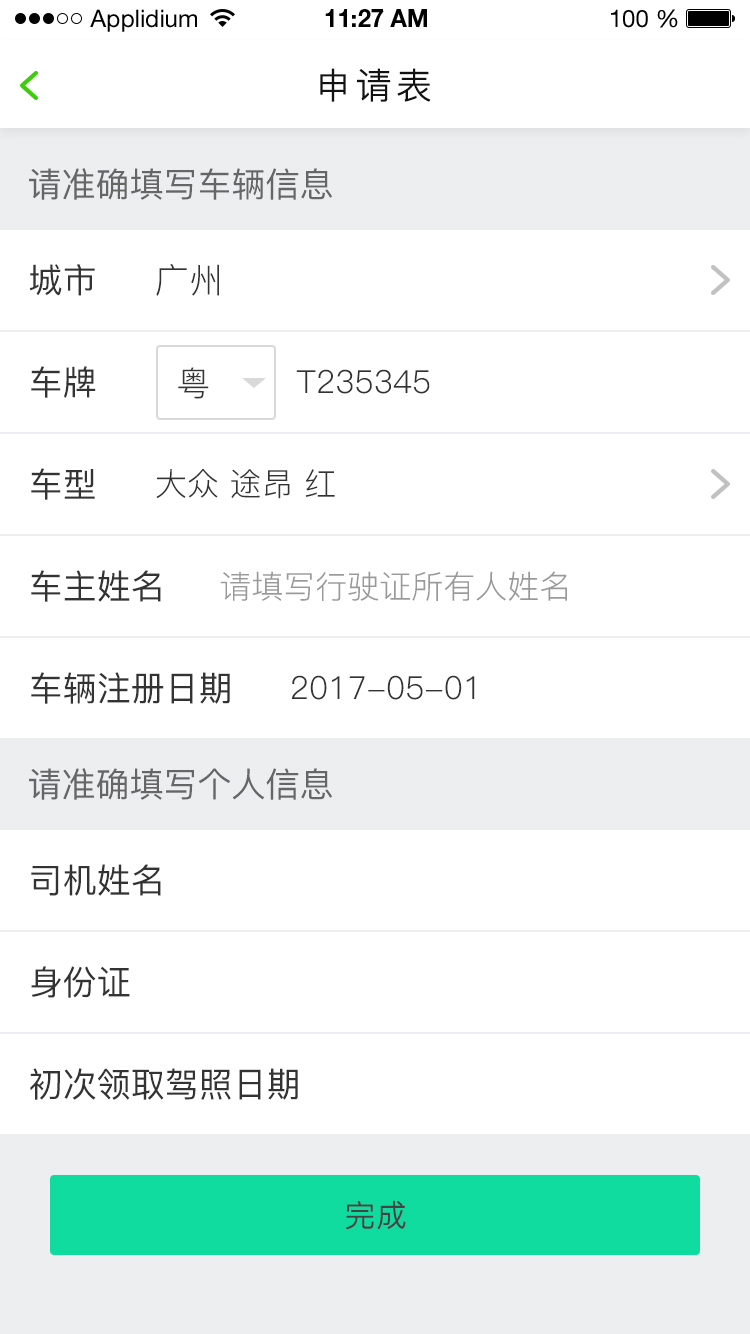 Applidium 11:27 AM 100 %
申请表
请准确填写车辆信息
城市 广州
车牌 粤 T235345
车型 大众 途昂 红
车主姓名 请填写行驶证所有人姓名
车辆注册日期 2017–05–01
请准确填写个人信息
司机姓名
身份证
初次领取驾照日期
完成